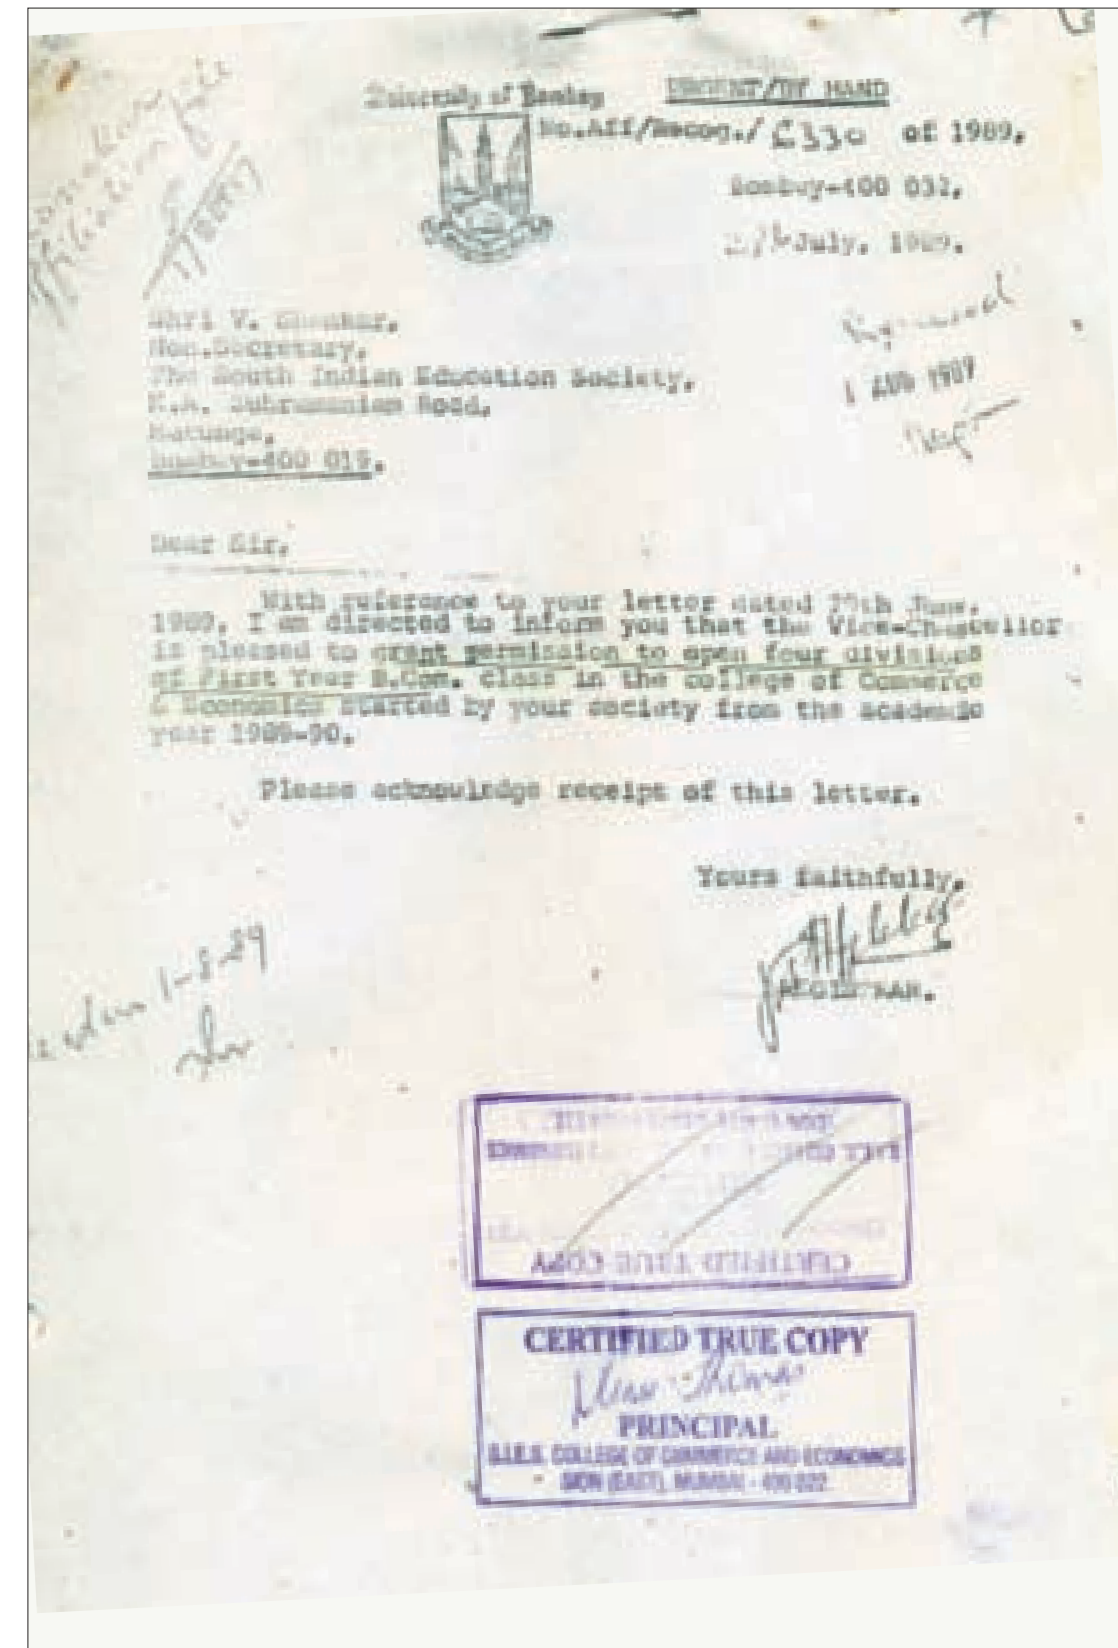 University of Bombay URGENT/BY HAND
No.Aff/Recog./ of 1989.
Bombay-400 032.
July, 1989.
Shri V. Shankar,
Hon.Secretary,
The South Indian Education Society,
K.A. Subramaniam Road,
Matunga,
Bombay-400 019.
1 AUG 1989
Dear Sir,
With reference to your letter dated June,
1989, I am directed to inform you that the Vice-Chancellor
is pleased to grant permission to open four divisions
of First Year B.Com. class in the college of Commerce
& Economics started by your society from the academic
year 1989-90.
Please acknowledge receipt of this letter.
Yours faithfully,
REGISTRAR.
1-8-89
CERTIFIED TRUE COPY
CERTIFIED TRUE COPY
Thomas
PRINCIPAL
S.I.E.S. COLLEGE OF COMMERCE AND ECONOMICS
SION (EAST), MUMBAI - 400 022.